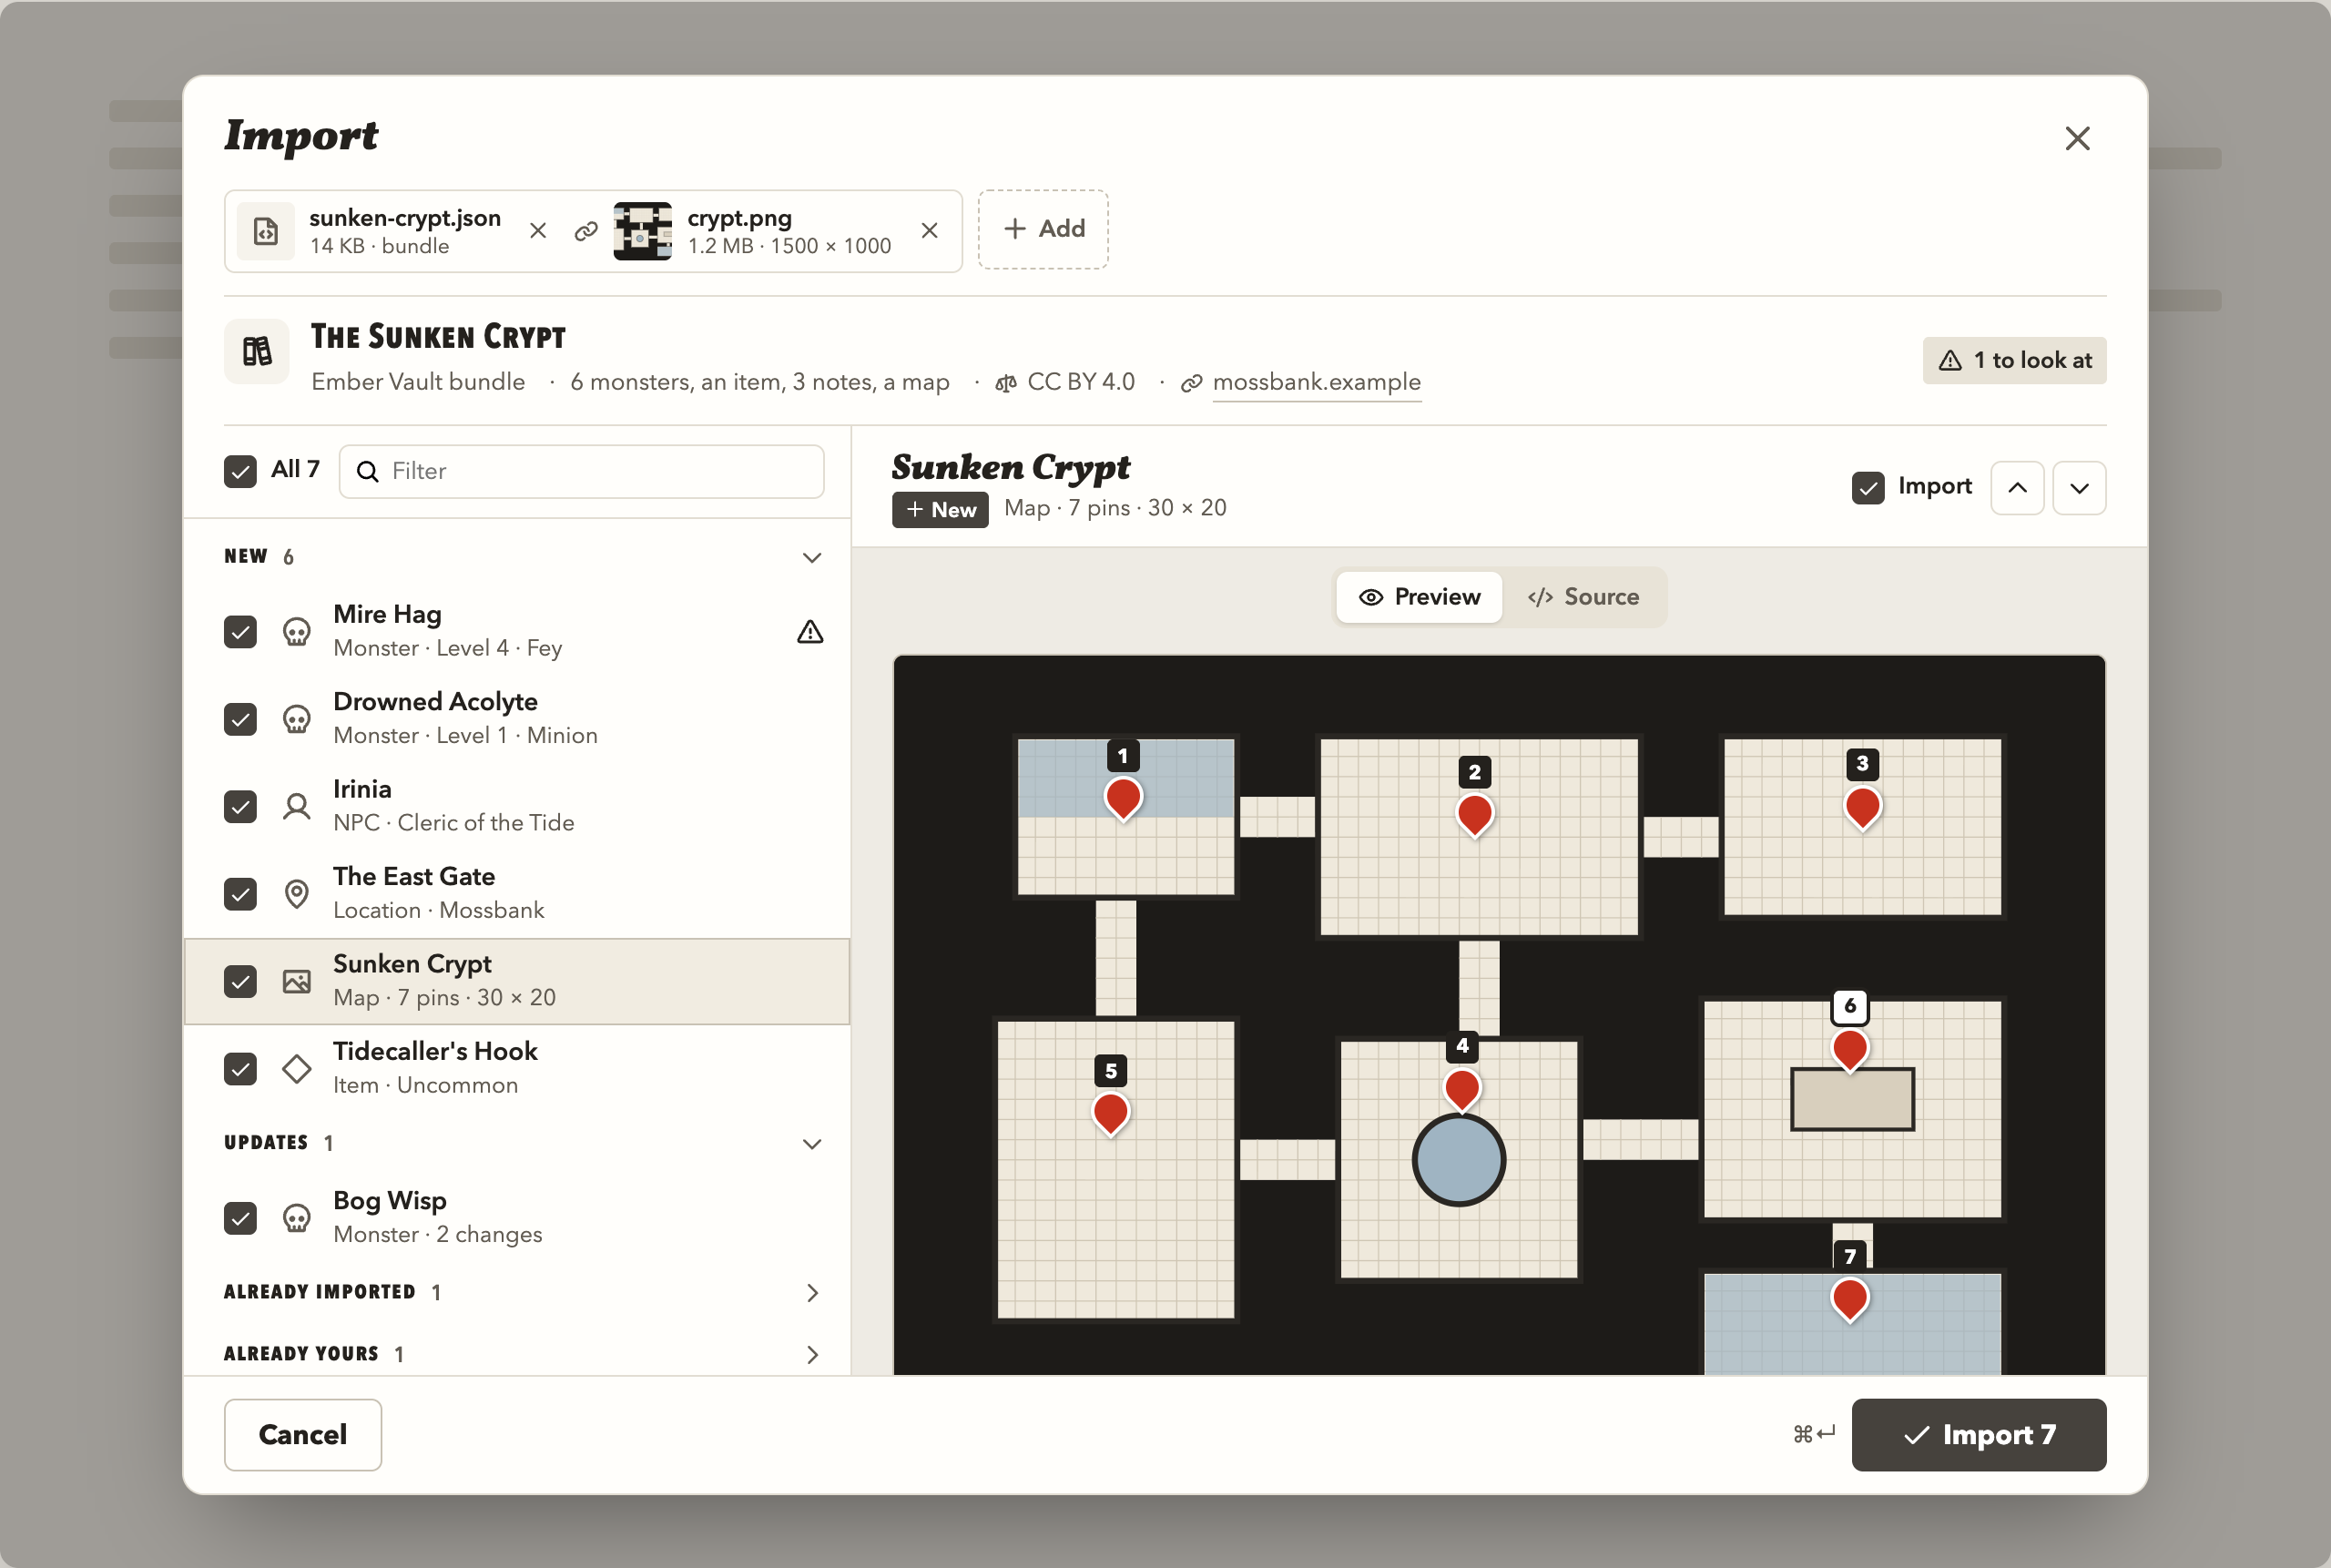 Import
sunken-crypt.json
14 KB · bundle
crypt.png
1.2 MB · 1500 × 1000
Add
The Sunken Crypt
Ember Vault bundle · 6 monsters, an item, 3 notes, a map · CC BY 4.0 · mossbank.example
1 to look at
All 7
Filter
NEW 6
Mire Hag
Monster · Level 4 · Fey
Drowned Acolyte
Monster · Level 1 · Minion
Irinia
NPC · Cleric of the Tide
The East Gate
Location · Mossbank
Sunken Crypt
Map · 7 pins · 30 × 20
Tidecaller's Hook
Item · Uncommon
UPDATES 1
Bog Wisp
Monster · 2 changes
ALREADY IMPORTED 1
ALREADY YOURS 1
Sunken Crypt
New
Map · 7 pins · 30 × 20
Import
Preview
Source
1
2
3
4
5
6
7
Cancel
⌘↵
Import 7